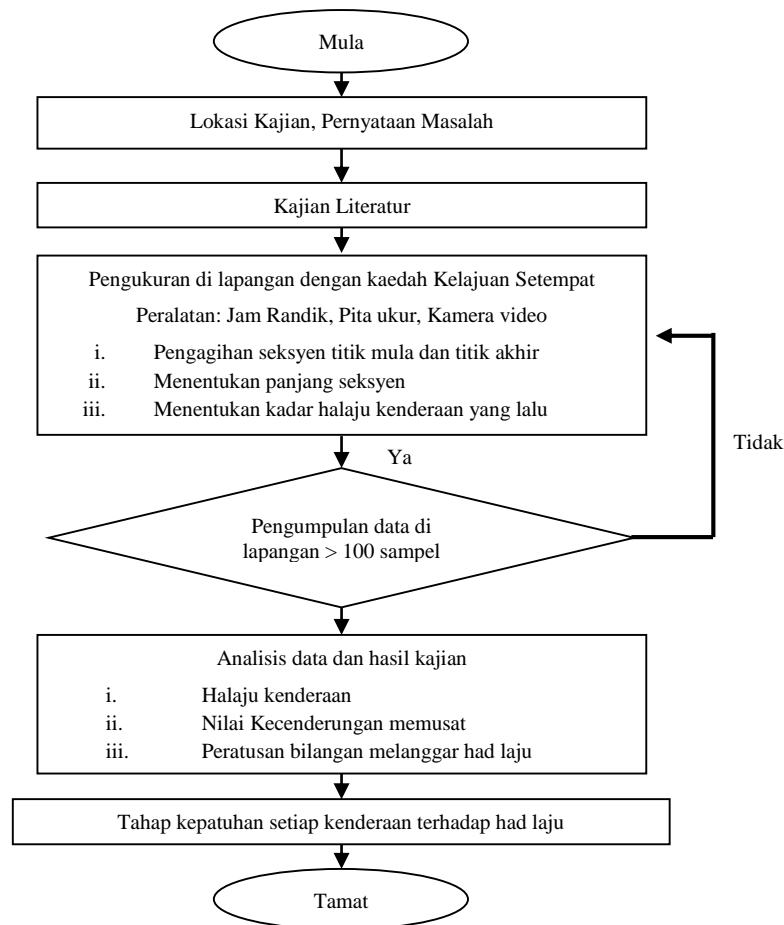 Mula
Lokasi Kajian, Pernyataan Masalah
Kajian Literatur
Pengukuran di lapangan dengan kaedah Kelajuan Setempat
Peralatan: Jam Randik, Pita ukur, Kamera video
i. Pengagihan seksyen titik mula dan titik akhir
ii. Menentukan panjang seksyen
iii. Menentukan kadar halaju kenderaan yang lalu
Tidak
Ya
Pengumpulan data di
lapangan > 100 sampel
Analisis data dan hasil kajian
i. Halaju kenderaan
ii. Nilai Kecenderungan memusat
iii. Peratusan bilangan melanggar had laju
Tahap kepatuhan setiap kenderaan terhadap had laju
Tamat